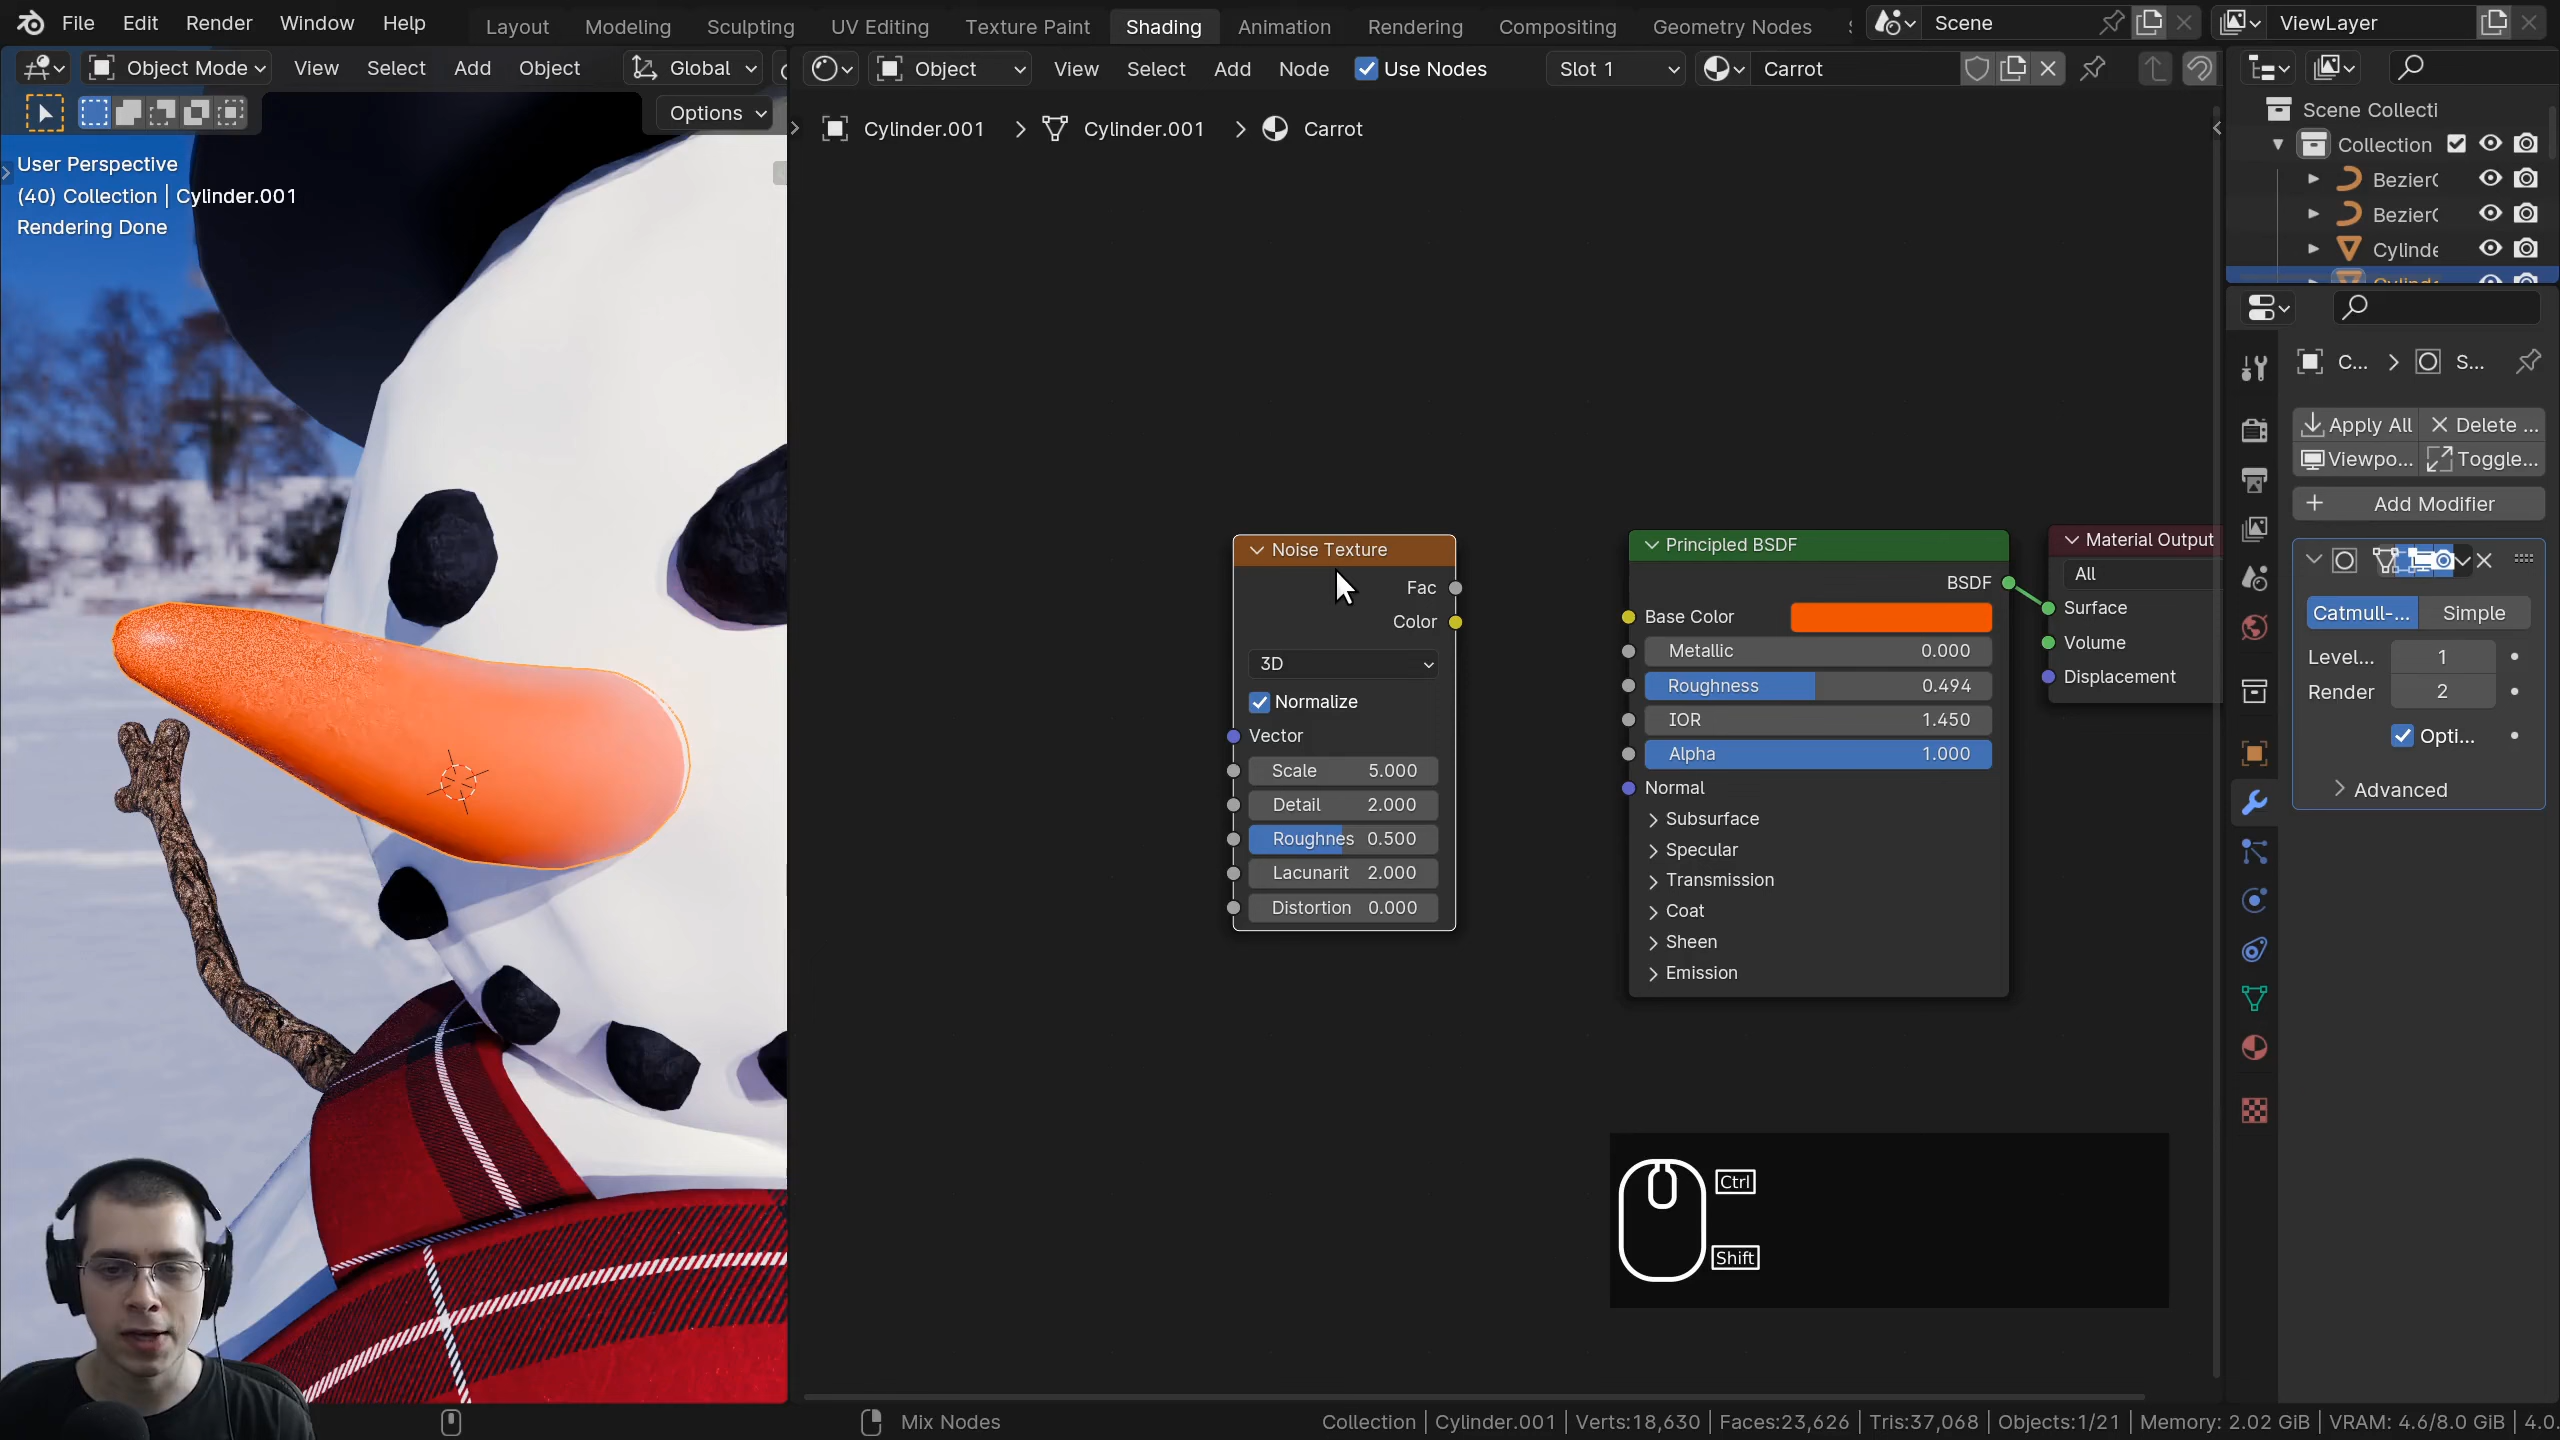 File Edit Render Window Help Layout Modeling Sculpting UV Editing Texture Paint Shading Animation Rendering Compositing Geometry Nodes Scene ViewLayer
Object Mode View Select Add Object Global Object View Select Add Node Use Nodes Slot 1 Carrot
Options
Cylinder.001 Cylinder.001 Carrot
User Perspective
(40) Collection | Cylinder.001
Rendering Done
Scene Collecti
Collection
Bezier
Bezier
Cylinde
C... S...
Apply All Delete ...
Viewpo... Toggle...
Add Modifier
Catmull-... Simple
Level... 1
Render 2
Opti...
Advanced
Noise Texture
Fac
Color
3D
Normalize
Vector
Scale 5.000
Detail 2.000
Roughnes 0.500
Lacunarit 2.000
Distortion 0.000
Principled BSDF
BSDF
Base Color
Metallic 0.000
Roughness 0.494
IOR 1.450
Alpha 1.000
Normal
Subsurface
Specular
Transmission
Coat
Sheen
Emission
Material Output
All
Surface
Volume
Displacement
Ctrl
Shift
Mix Nodes
Collection | Cylinder.001 | Verts:18,630 | Faces:23,626 | Tris:37,068 | Objects:1/21 | Memory: 2.02 GiB | VRAM: 4.6/8.0 GiB | 4.0.